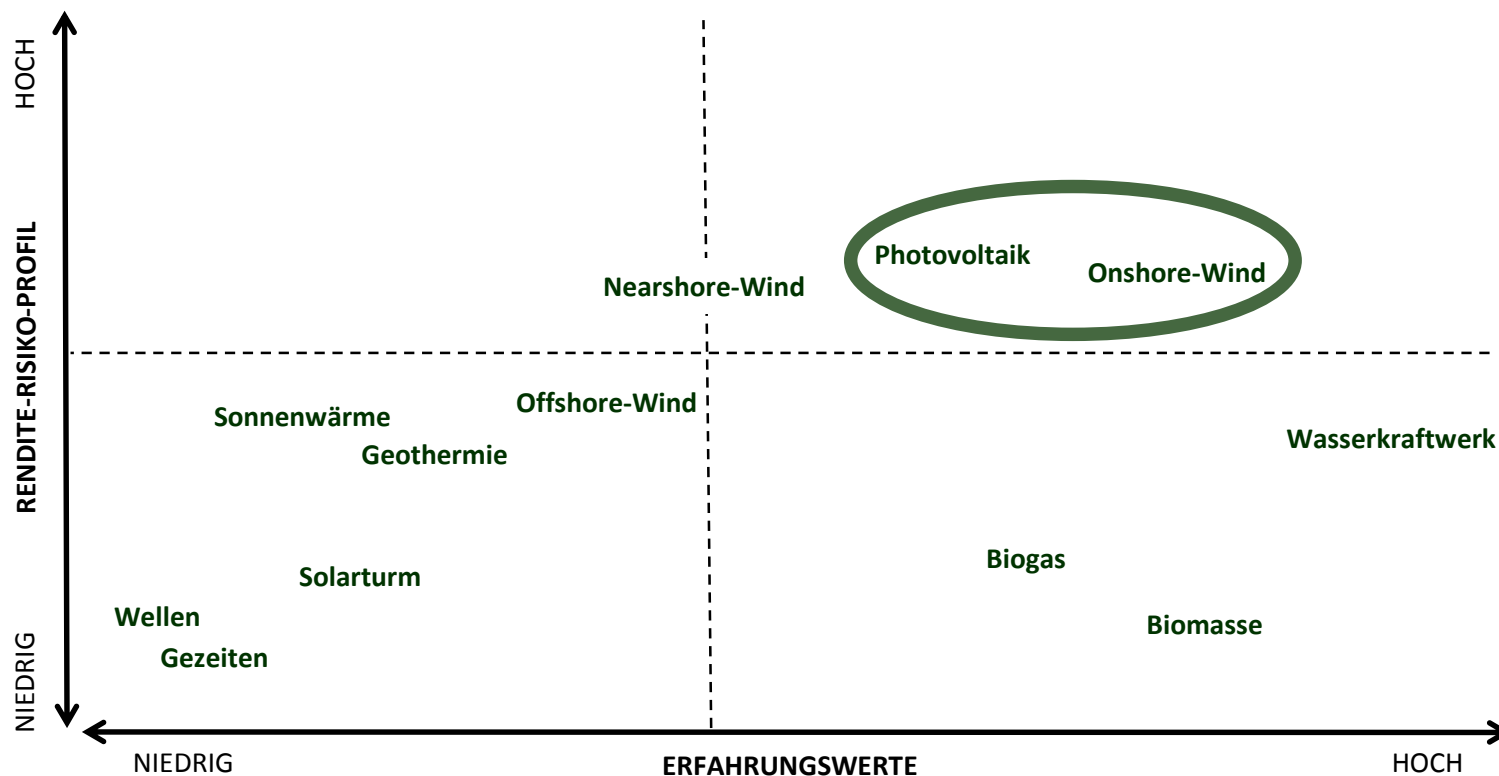 HOCH
RENDITE-RISIKO-PROFIL
NIEDRIG
Photovoltaik
Onshore-Wind
Nearshore-Wind
Offshore-Wind
Sonnenwärme
Geothermie
Wasserkraftwerk
Biogas
Solarturm
Wellen
Biomasse
Gezeiten
NIEDRIG
ERFAHRUNGSWERTE
HOCH